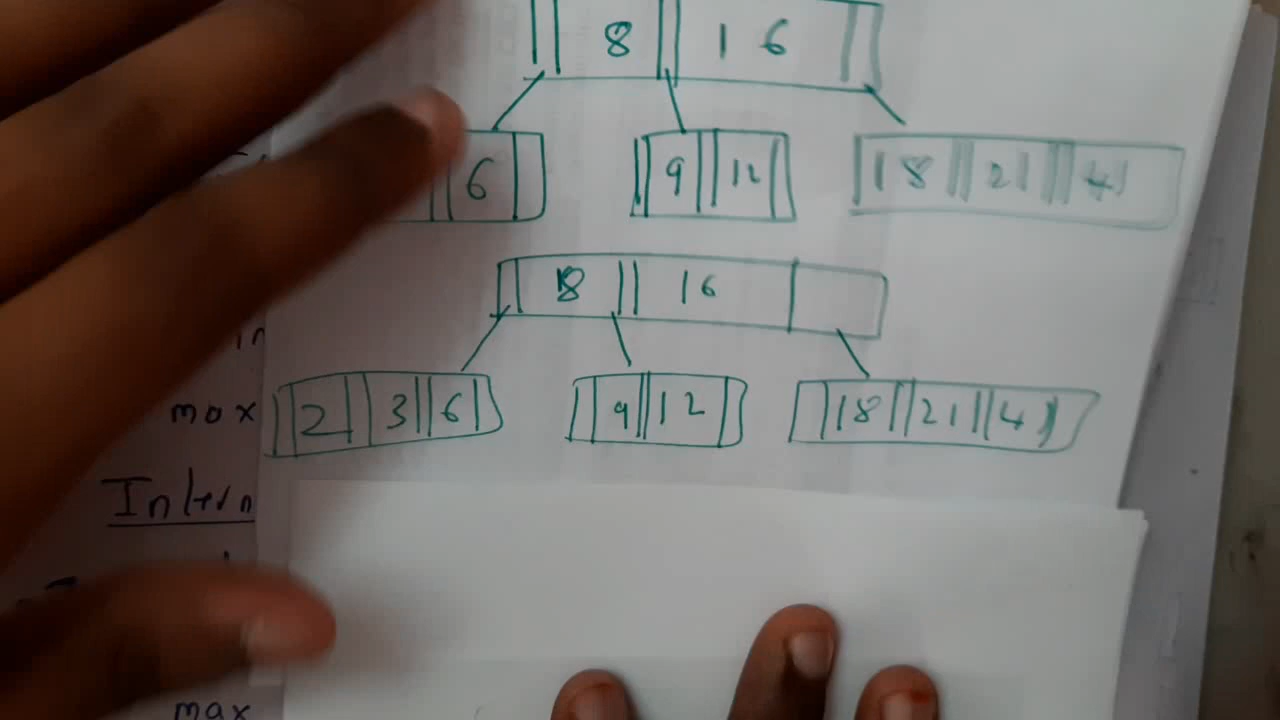 8 16
6 9 12 18 21 41
8 16
in
max 2 3 6 9 12 18 21 41
Intern
max